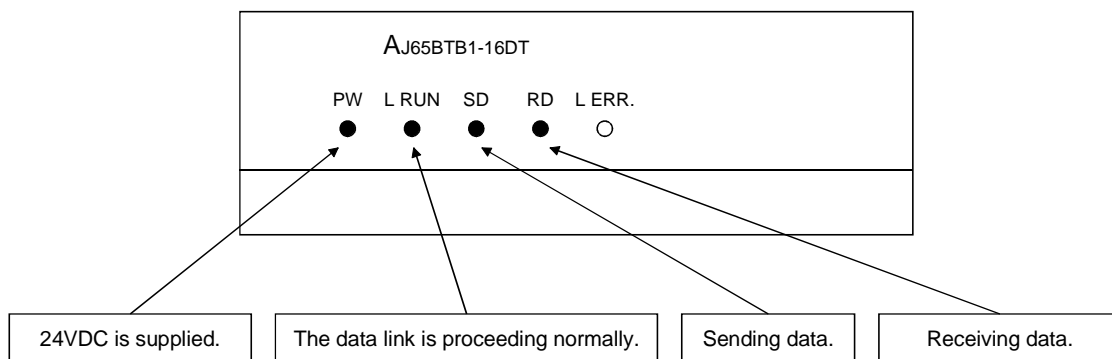 AJ65BTB1-16DT
PW L RUN SD RD L ERR.
24VDC is supplied. The data link is proceeding normally. Sending data. Receiving data.